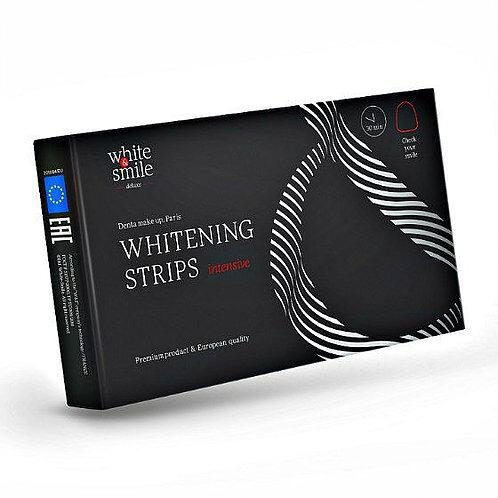 white
&
smile
deluxe
Denta make up, Paris
WHITENING
STRIPS intensive
Premium product & European quality
30 min
Check
your
smile
EAC